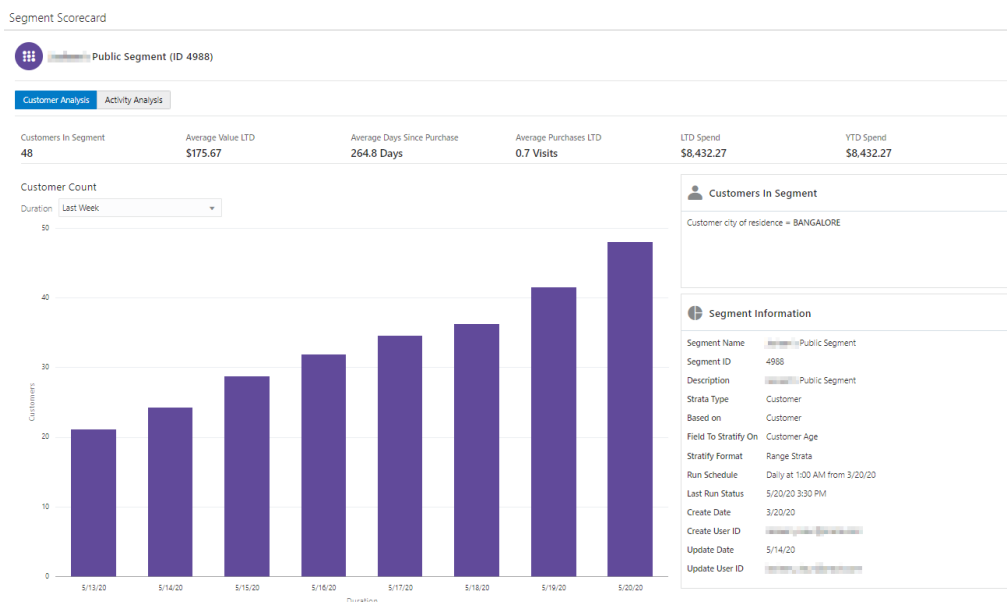 Segment Scorecard
Public Segment (ID 4988)
Customer Analysis Activity Analysis
Customers In Segment Average Value LTD Average Days Since Purchase Average Purchases LTD LTD Spend YTD Spend
48 $175.67 264.8 Days 0.7 Visits $8,432.27 $8,432.27
Customer Count
Duration Last Week
50
40
30
20
10
0
Customers
5/13/20 5/14/20 5/15/20 5/16/20 5/17/20 5/18/20 5/19/20 5/20/20
Duration
Customers In Segment
Customer city of residence = BANGALORE
Segment Information
Segment Name Public Segment
Segment ID 4988
Description Public Segment
Strata Type Customer
Based on Customer
Field To Stratify On Customer Age
Stratify Format Range Strata
Run Schedule Daily at 1:00 AM from 3/20/20
Last Run Status 5/20/20 3:30 PM
Create Date 3/20/20
Create User ID
Update Date 5/14/20
Update User ID